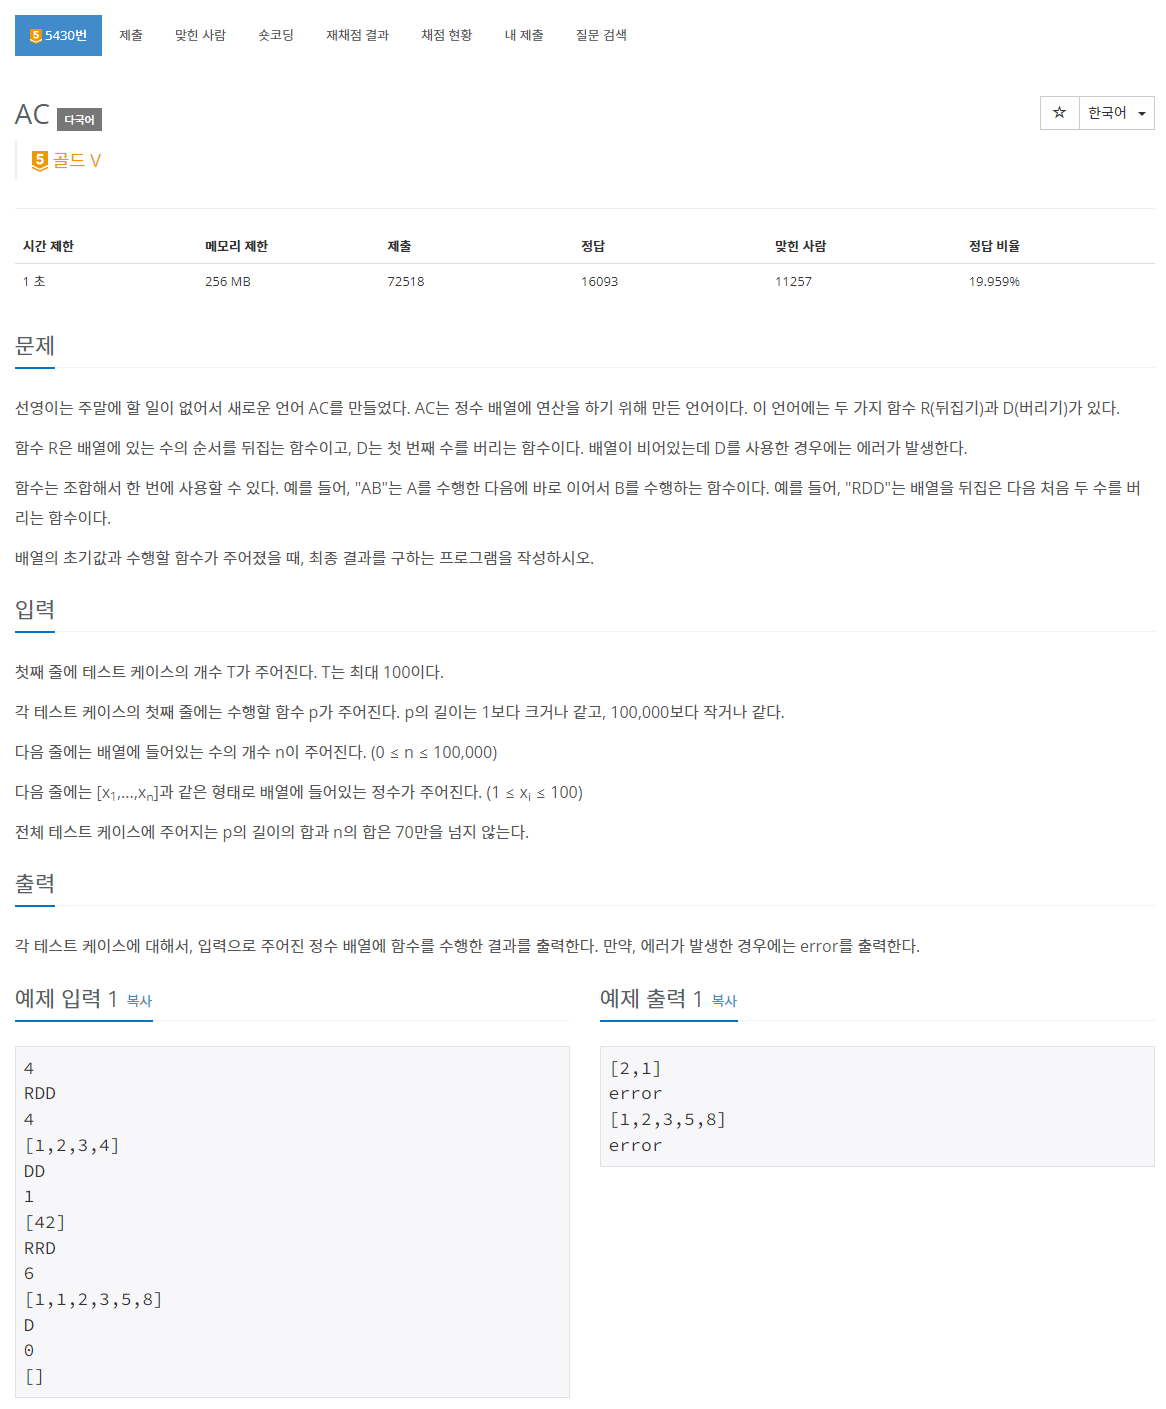 5 5430번 제출 맞힌 사람 숏코딩 재채점 결과 채점 현황 내 제출 질문 검색
AC 다국어 ☆ 한국어
5 골드 V
시간 제한 메모리 제한 제출 정답 맞힌 사람 정답 비율
1 초 256 MB 72518 16093 11257 19.959%
문제
선영이는 주말에 할 일이 없어서 새로운 언어 AC를 만들었다. AC는 정수 배열에 연산을 하기 위해 만든 언어이다. 이 언어에는 두 가지 함수 R(뒤집기)과 D(버리기)가 있다.
함수 R은 배열에 있는 수의 순서를 뒤집는 함수이고, D는 첫 번째 수를 버리는 함수이다. 배열이 비어있는데 D를 사용한 경우에는 에러가 발생한다.
함수는 조합해서 한 번에 사용할 수 있다. 예를 들어, "AB"는 A를 수행한 다음에 바로 이어서 B를 수행하는 함수이다. 예를 들어, "RDD"는 배열을 뒤집은 다음 처음 두 수를 버
리는 함수이다.
배열의 초기값과 수행할 함수가 주어졌을 때, 최종 결과를 구하는 프로그램을 작성하시오.
입력
첫째 줄에 테스트 케이스의 개수 T가 주어진다. T는 최대 100이다.
각 테스트 케이스의 첫째 줄에는 수행할 함수 p가 주어진다. p의 길이는 1보다 크거나 같고, 100,000보다 작거나 같다.
다음 줄에는 배열에 들어있는 수의 개수 n이 주어진다. (0 ≤ n ≤ 100,000)
다음 줄에는 [x₁,...,xₙ]과 같은 형태로 배열에 들어있는 정수가 주어진다. (1 ≤ xᵢ ≤ 100)
전체 테스트 케이스에 주어지는 p의 길이의 합과 n의 합은 70만을 넘지 않는다.
출력
각 테스트 케이스에 대해서, 입력으로 주어진 정수 배열에 함수를 수행한 결과를 출력한다. 만약, 에러가 발생한 경우에는 error를 출력한다.
예제 입력 1 복사
4
RDD
4
[1,2,3,4]
DD
1
[42]
RRD
6
[1,1,2,3,5,8]
D
0
[]
예제 출력 1 복사
[2,1]
error
[1,2,3,5,8]
error